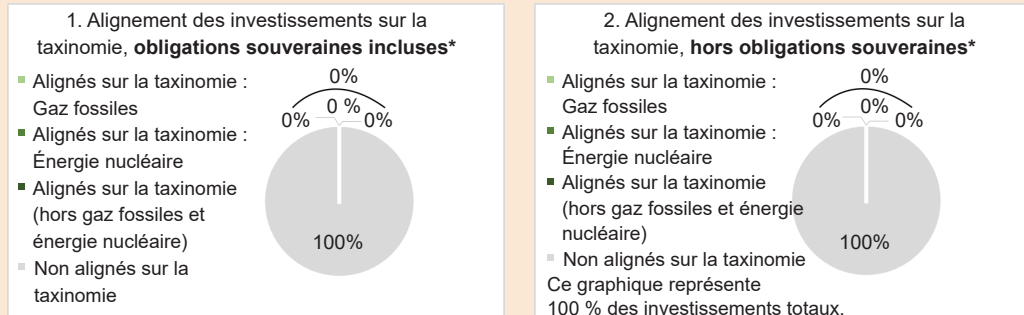 1. Alignement des investissements sur la
taxinomie, obligations souveraines incluses*
Alignés sur la taxinomie :
Gaz fossiles
Alignés sur la taxinomie :
Énergie nucléaire
Alignés sur la taxinomie
(hors gaz fossiles et
énergie nucléaire)
Non alignés sur la
taxinomie
0%
0 %
0% 0%
100%
2. Alignement des investissements sur la
taxinomie, hors obligations souveraines*
Alignés sur la taxinomie :
Gaz fossiles
Alignés sur la taxinomie :
Énergie nucléaire
Alignés sur la taxinomie
(hors gaz fossiles et énergie
nucléaire)
Non alignés sur la taxinomie
0%
0%
0% 0%
100%
Ce graphique représente
100 % des investissements totaux.